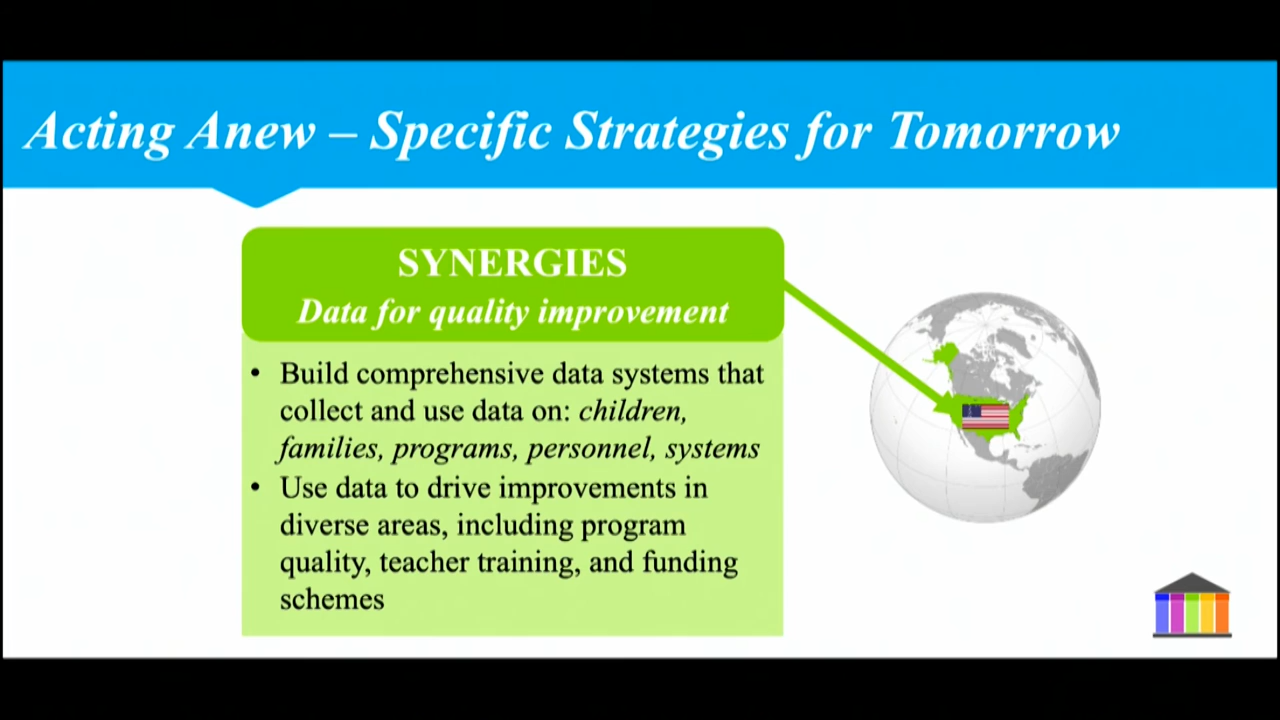 Acting Anew – Specific Strategies for Tomorrow
SYNERGIES
Data for quality improvement
• Build comprehensive data systems that
collect and use data on: children,
families, programs, personnel, systems
• Use data to drive improvements in
diverse areas, including program
quality, teacher training, and funding
schemes